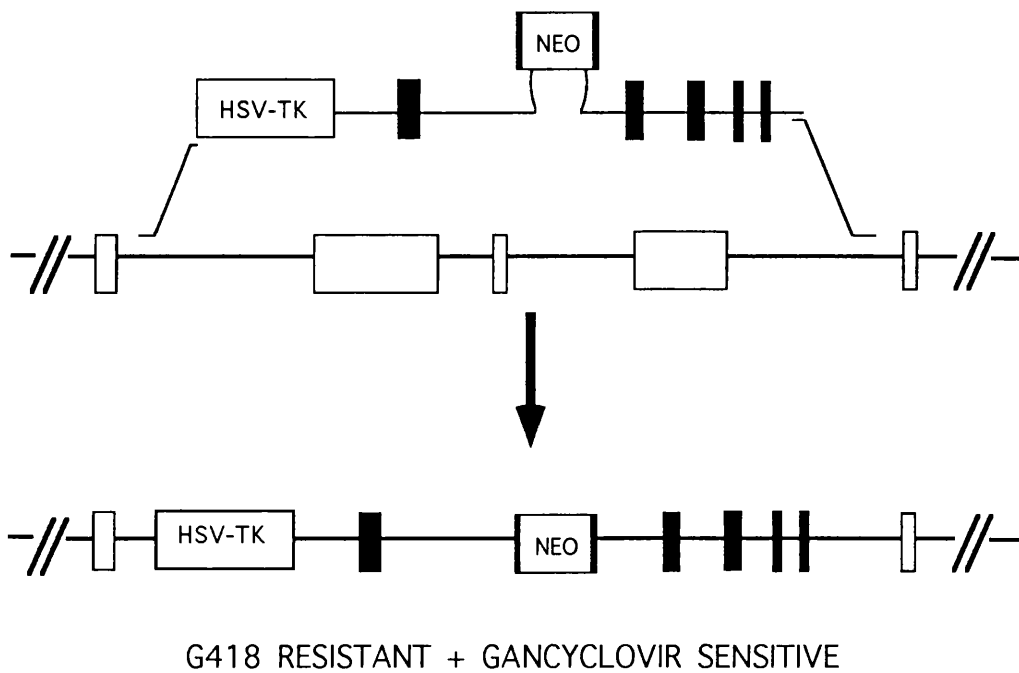 NEO
HSV-TK
HSV-TK
NEO
G418 RESISTANT + GANCYCLOVIR SENSITIVE